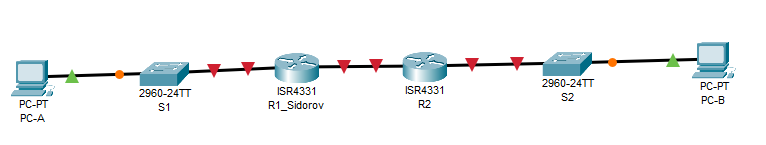 PC-PT
PC-A
2960-24TT
S1
ISR4331
R1_Sidorov
ISR4331
R2
2960-24TT
S2
PC-PT
PC-B